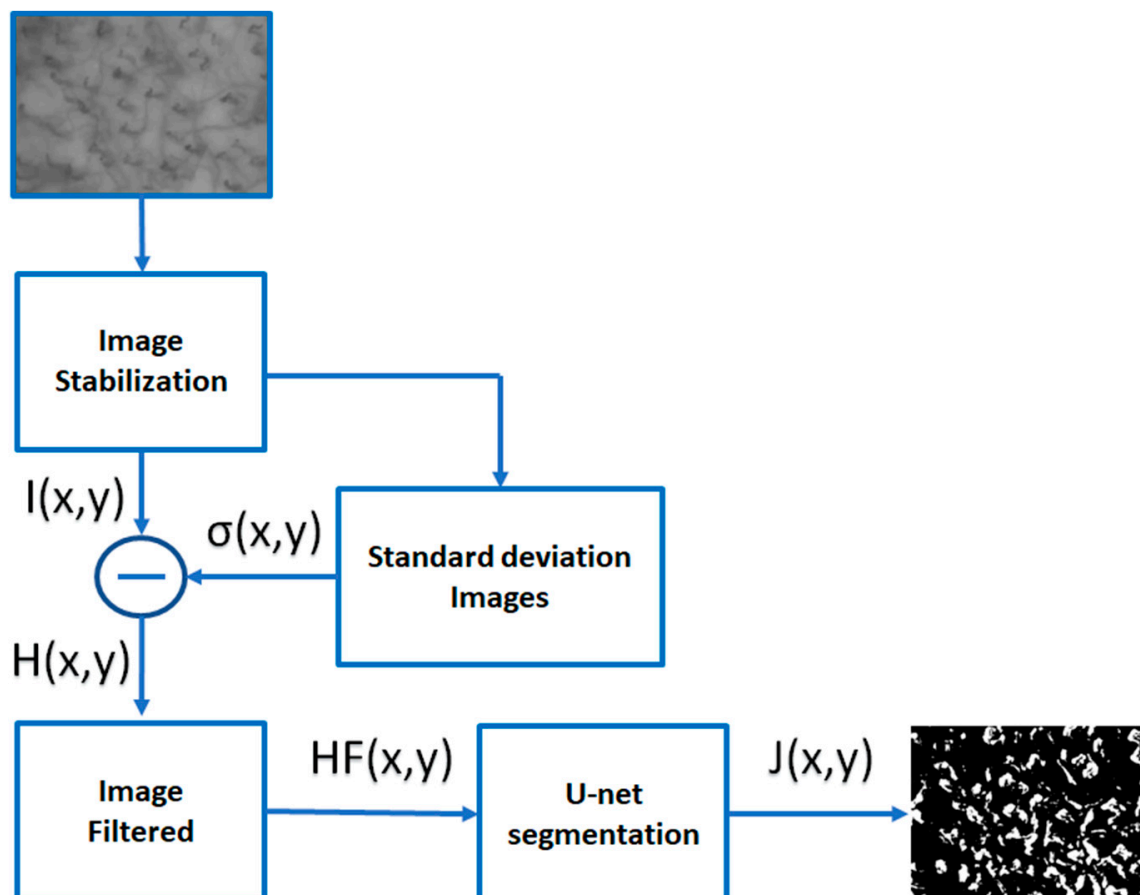 Image
Stabilization
I(x,y)
σ(x,y)
Standard deviation
Images
H(x,y)
Image
Filtered
HF(x,y)
U-net
segmentation
J(x,y)